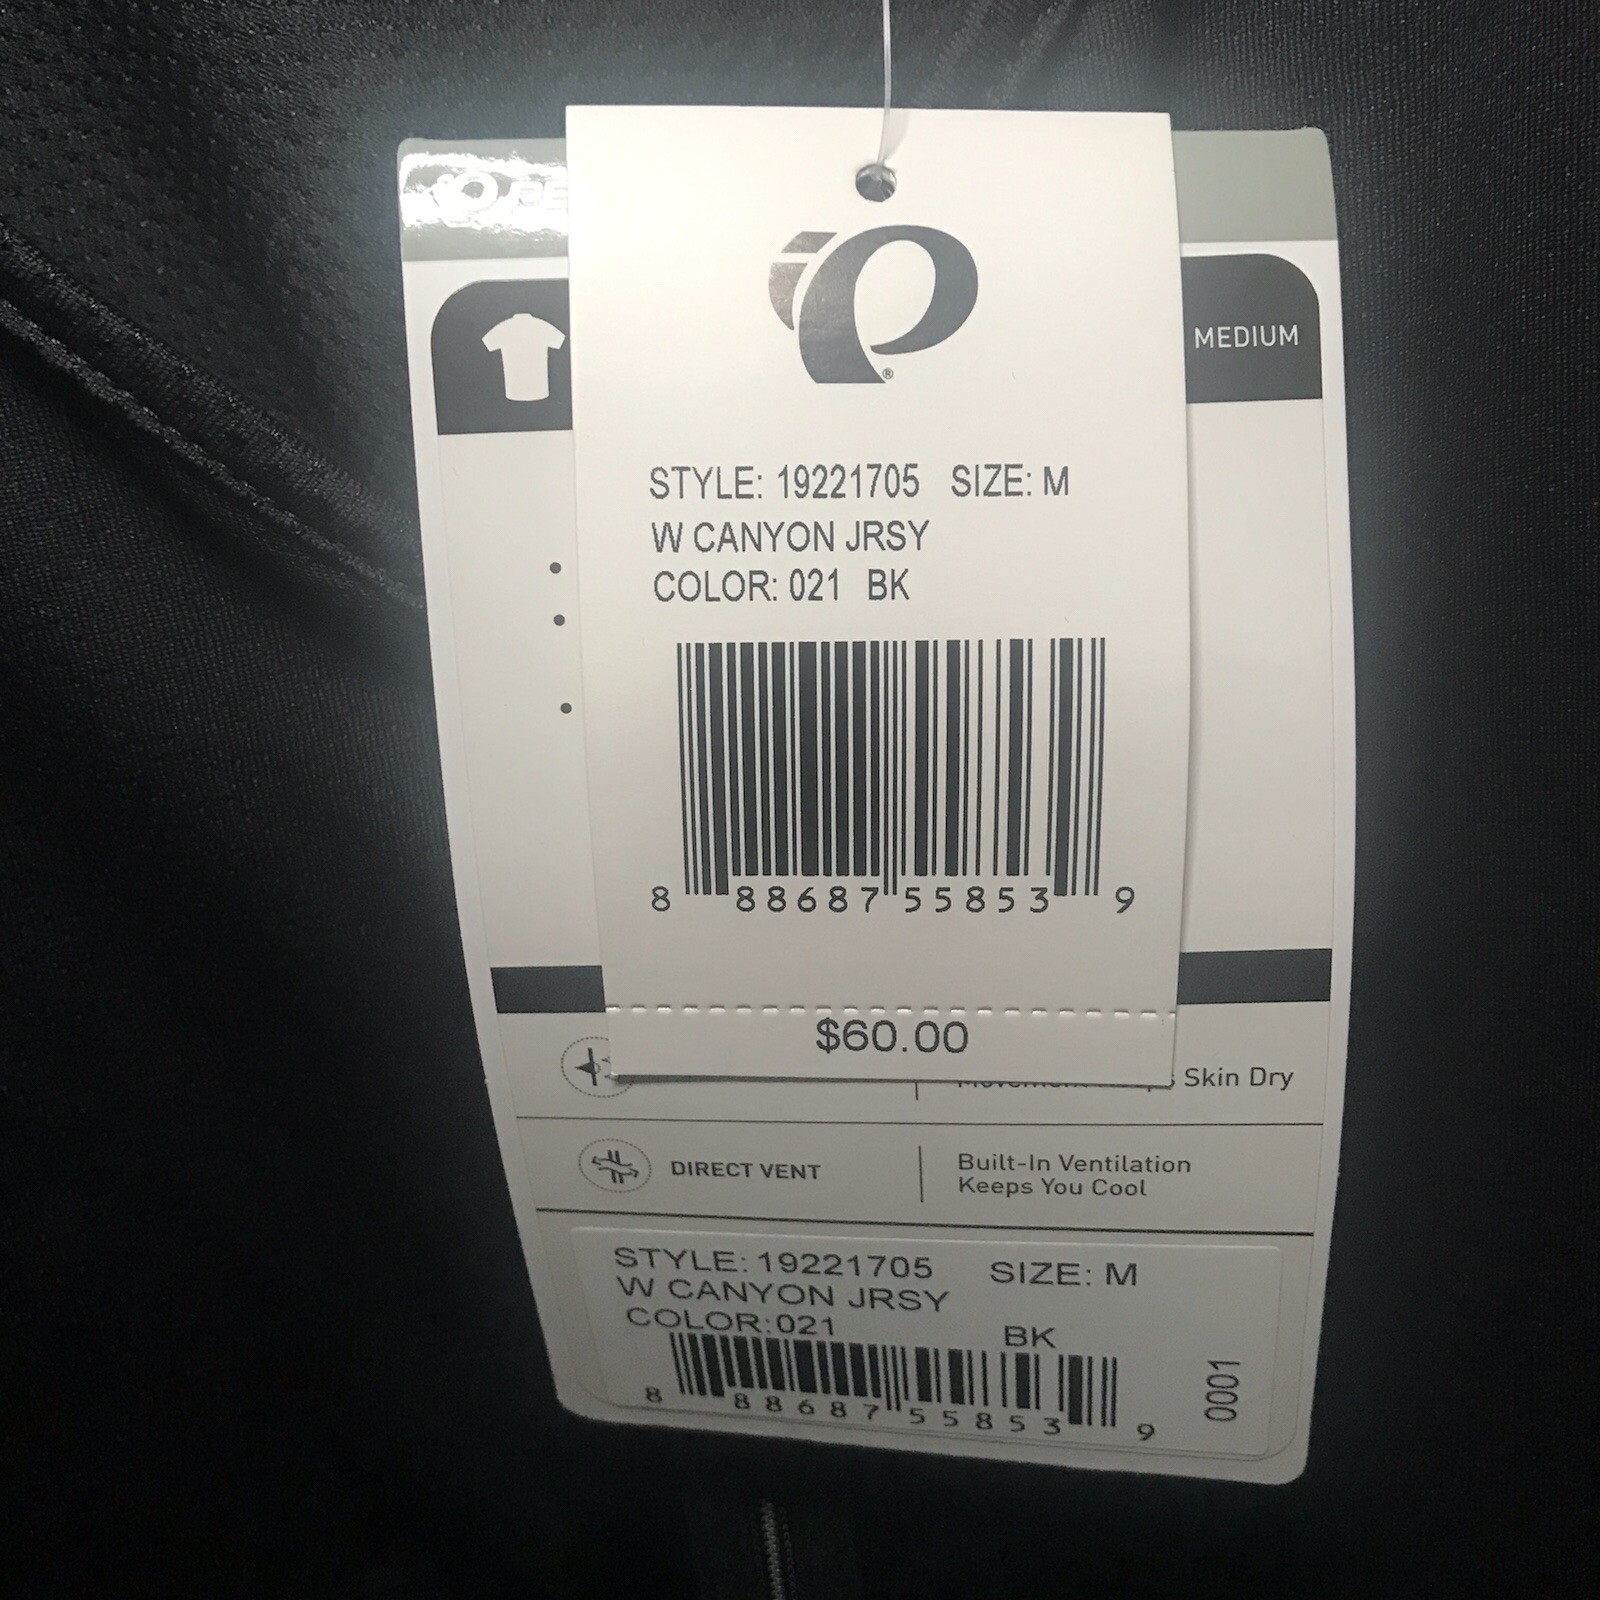 MEDIUM
®
STYLE: 19221705 SIZE: M
W CANYON JRSY
COLOR: 021 BK
8 88687 55853 9
$60.00
Skin Dry
DIRECT VENT
Built-In Ventilation
Keeps You Cool
STYLE: 19221705 SIZE: M
W CANYON JRSY
COLOR:021 BK
8 88687 55853 9
0001